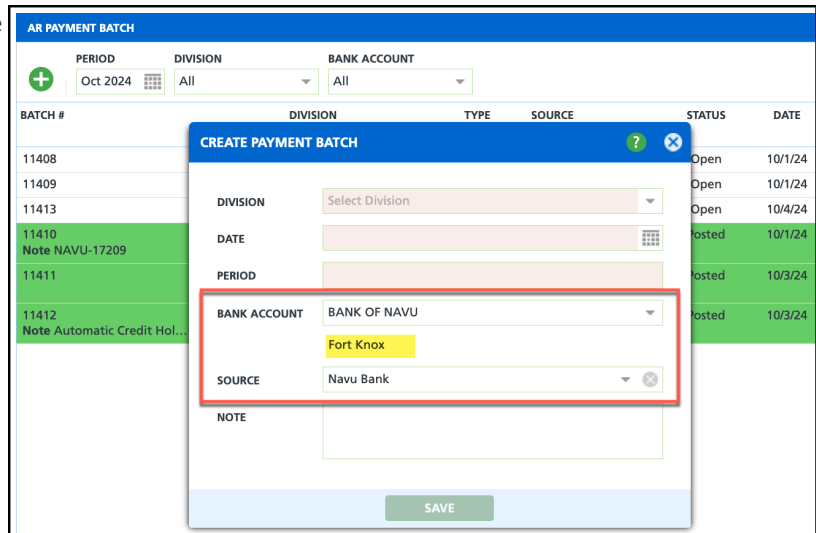 AR PAYMENT BATCH
PERIOD DIVISION BANK ACCOUNT
Oct 2024 All All
BATCH # DIVISION TYPE SOURCE STATUS DATE
CREATE PAYMENT BATCH ?
11408 Open 10/1/24
11409 Open 10/1/24
11413 Open 10/4/24
11410 Posted 10/1/24
Note NAVU-17209
11411 Posted 10/3/24
11412 Posted 10/3/24
Note Automatic Credit Hol...
DIVISION Select Division
DATE
PERIOD
BANK ACCOUNT BANK OF NAVU
Fort Knox
SOURCE Navu Bank
NOTE
SAVE